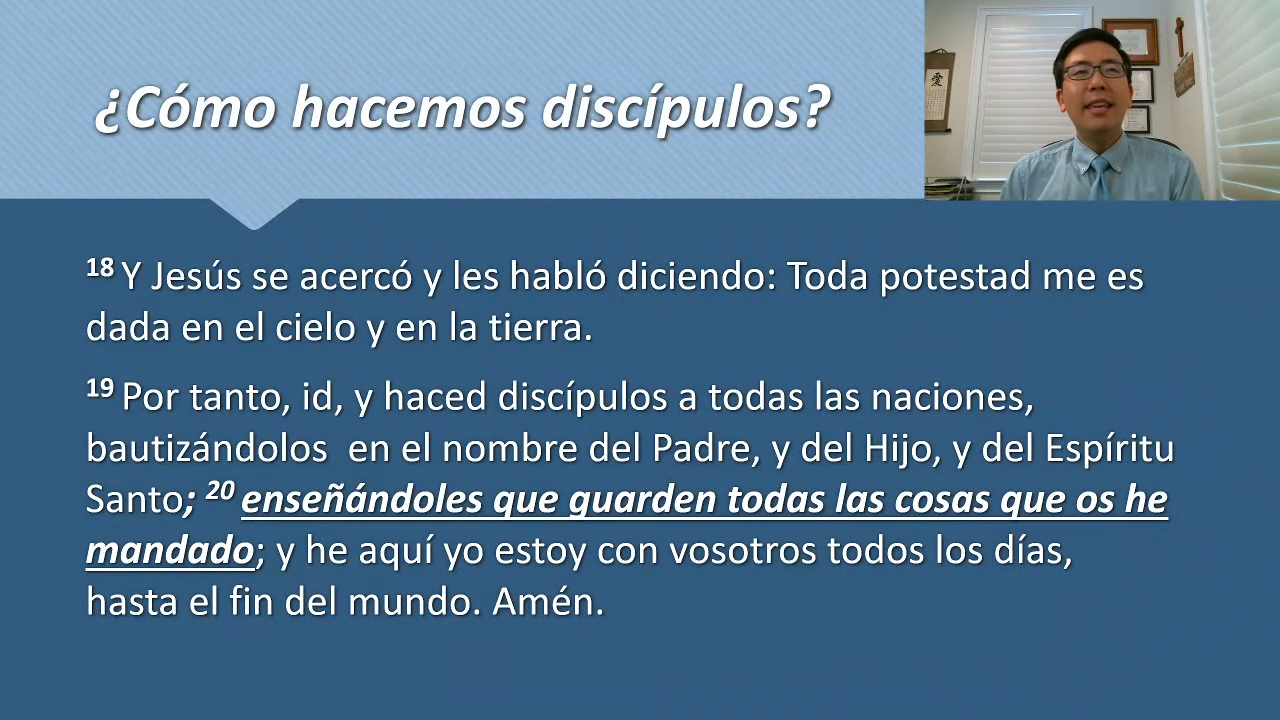 ¿Cómo hacemos discípulos?
愛
18 Y Jesús se acercó y les habló diciendo: Toda potestad me es
dada en el cielo y en la tierra.
19 Por tanto, id, y haced discípulos a todas las naciones,
bautizándolos  en el nombre del Padre, y del Hijo, y del Espíritu
Santo; 20 enseñándoles que guarden todas las cosas que os he
mandado; y he aquí yo estoy con vosotros todos los días,
hasta el fin del mundo. Amén.